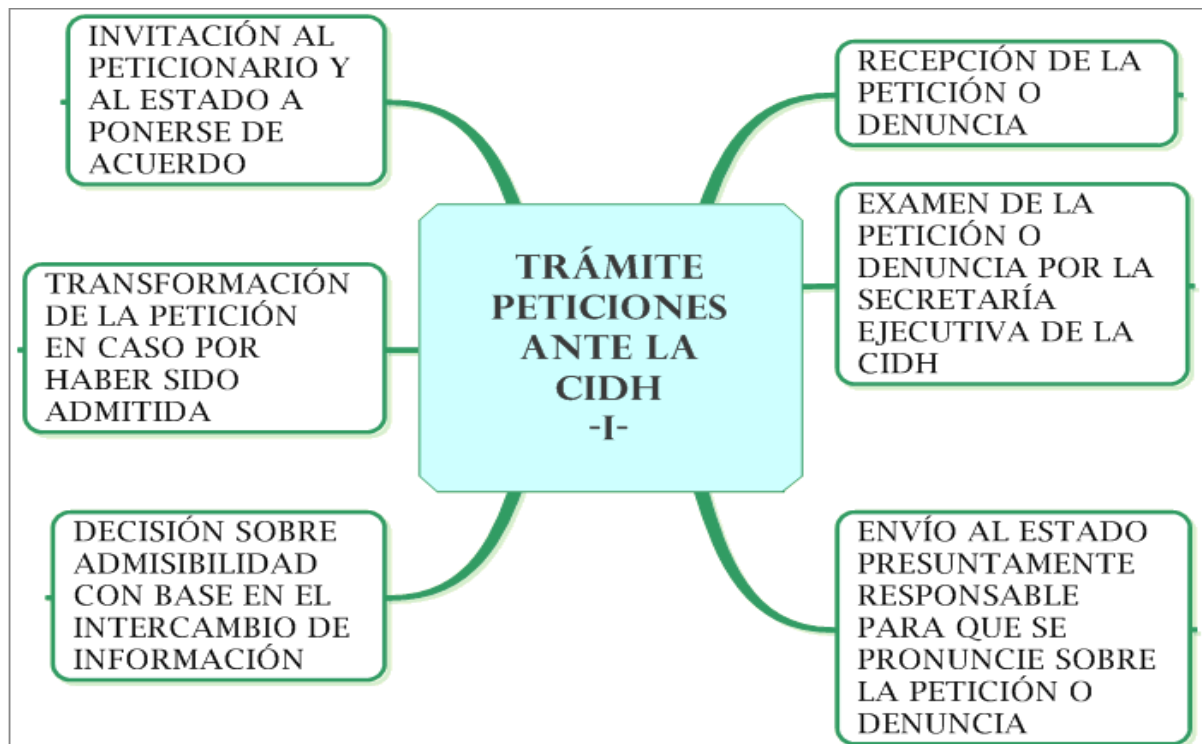 INVITACIÓN AL
PETICIONARIO Y
AL ESTADO A
PONERSE DE
ACUERDO
TRANSFORMACIÓN
DE LA PETICIÓN
EN CASO POR
HABER SIDO
ADMITIDA
DECISIÓN SOBRE
ADMISIBILIDAD
CON BASE EN EL
INTERCAMBIO DE
INFORMACIÓN
TRÁMITE
PETICIONES
ANTE LA
CIDH
-I-
RECEPCIÓN DE LA
PETICIÓN O
DENUNCIA
EXAMEN DE LA
PETICIÓN O
DENUNCIA POR LA
SECRETARÍA
EJECUTIVA DE LA
CIDH
ENVÍO AL ESTADO
PRESUNTAMENTE
RESPONSABLE
PARA QUE SE
PRONUNCIE SOBRE
LA PETICIÓN O
DENUNCIA